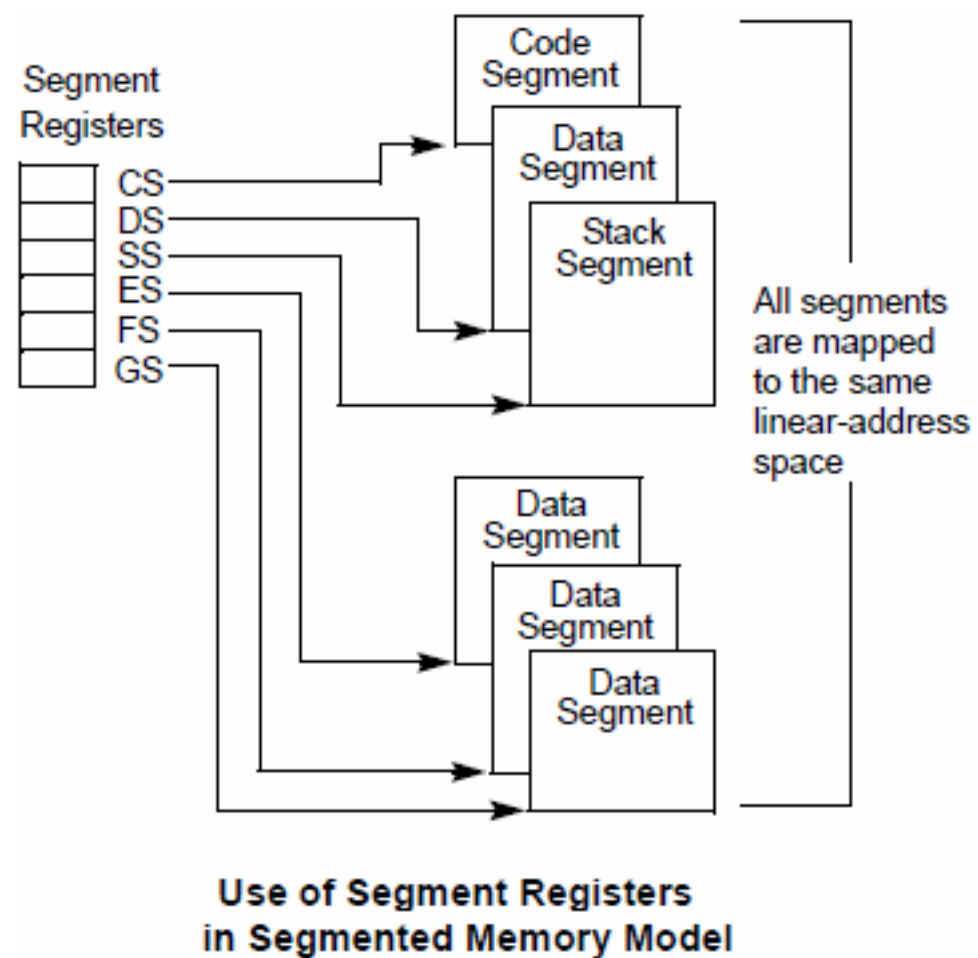 Segment
Registers
CS
DS
SS
ES
FS
GS
Code
Segment
Data
Segment
Stack
Segment
Data
Segment
Data
Segment
Data
Segment
All segments
are mapped
to the same
linear-address
space
Use of Segment Registers
in Segmented Memory Model